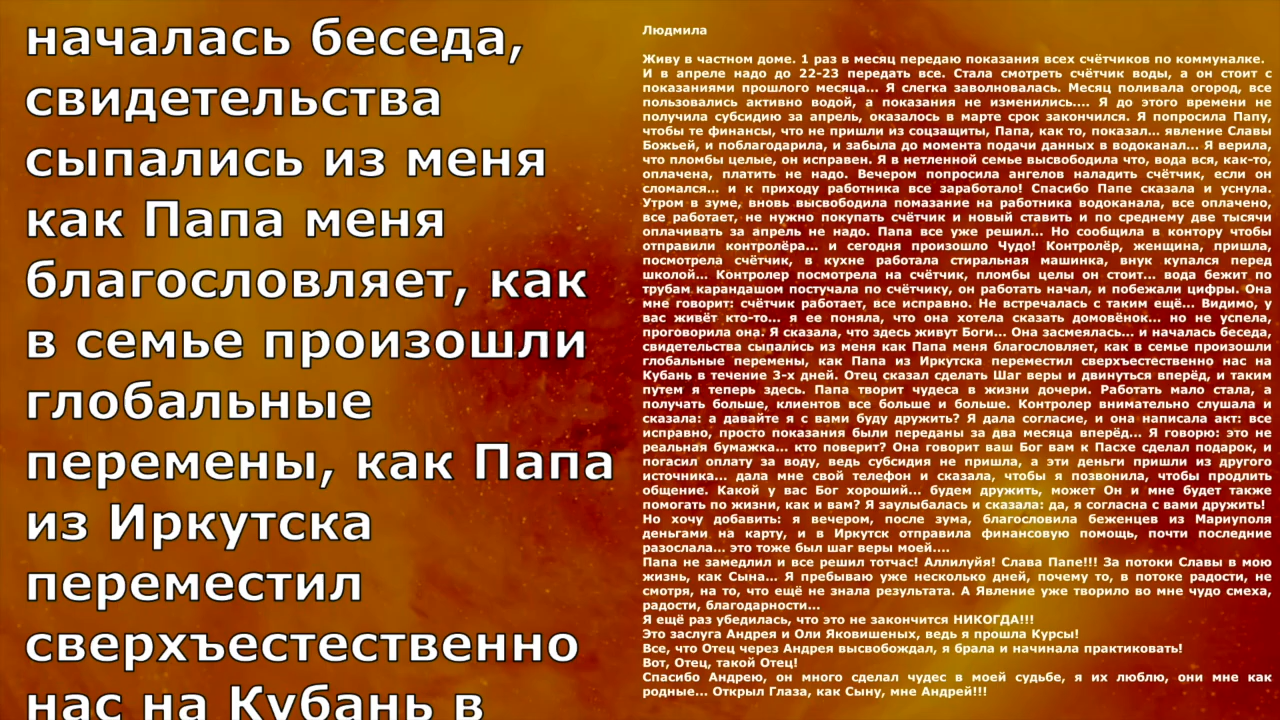 началась беседа,
свидетельства
сыпались из меня
как Папа меня
благословляет, как
в семье произошли
глобальные
перемены, как Папа
из Иркутска
переместил
сверхъестественно
нас на Кубань в
Людмила
Живу в частном доме. 1 раз в месяц передаю показания всех счётчиков по коммуналке.
И в апреле надо до 22-23 передать все. Стала смотреть счётчик воды, а он стоит с
показаниями прошлого месяца... Я слегка заволновалась. Месяц поливала огород, все
пользовались активно водой, а показания не изменились.... Я до этого времени не
получила субсидию за апрель, оказалось в марте срок закончился. Я попросила Папу,
чтобы те финансы, что не пришли из соцзащиты, Папа, как то, показал... явление Славы
Божьей, и поблагодарила, и забыла до момента подачи данных в водоканал... Я верила,
что пломбы целые, он исправен. Я в нетленной семье высвободила что, вода вся, как-то,
оплачена, платить не надо. Вечером попросила ангелов наладить счётчик, если он
сломался... и к приходу работника все заработало! Спасибо Папе сказала и уснула.
Утром в зуме, вновь высвободила помазание на работника водоканала, все оплачено,
все работает, не нужно покупать счётчик и новый ставить и по среднему две тысячи
оплачивать за апрель не надо. Папа все уже решил... Но сообщила в контору чтобы
отправили контролёра... и сегодня произошло Чудо! Контролёр, женщина, пришла,
посмотрела счётчик, в кухне работала стиральная машинка, внук купался перед
школой... Контролер посмотрела на счётчик, пломбы целы он стоит... вода бежит по
трубам карандашом постучала по счётчику, он работать начал, и побежали цифры. Она
мне говорит: счётчик работает, все исправно. Не встречалась с таким ещё... Видимо, у
вас живёт кто-то... я ее поняла, что она хотела сказать домовёнок... но не успела,
проговорила она. Я сказала, что здесь живут Боги... Она засмеялась... и началась беседа,
свидетельства сыпались из меня как Папа меня благословляет, как в семье произошли
глобальные перемены, как Папа из Иркутска переместил сверхъестественно нас на
Кубань в течение 3-х дней. Отец сказал сделать Шаг веры и двинуться вперёд, и таким
путем я теперь здесь. Папа творит чудеса в жизни дочери. Работать мало стала, а
получать больше, клиентов все больше и больше. Контролер внимательно слушала и
сказала: а давайте я с вами буду дружить? Я дала согласие, и она написала акт: все
исправно, просто показания были переданы за два месяца вперёд... Я говорю: это не
реальная бумажка... кто поверит? Она говорит ваш Бог вам к Пасхе сделал подарок, и
погасил оплату за воду, ведь субсидия не пришла, а эти деньги пришли из другого
источника... дала мне свой телефон и сказала, чтобы я позвонила, чтобы продлить
общение. Какой у вас Бог хороший... будем дружить, может Он и мне будет также
помогать по жизни, как и вам? Я заулыбалась и сказала: да, я согласна с вами дружить!
Но хочу добавить: я вечером, после зума, благословила беженцев из Мариуполя
деньгами на карту, и в Иркутск отправила финансовую помощь, почти последние
разослала... это тоже был шаг веры моей....
Папа не замедлил и все решил тотчас! Аллилуйя! Слава Папе!!! За потоки Славы в мою
жизнь, как Сына... Я пребываю уже несколько дней, почему то, в потоке радости, не
смотря, на то, что ещё не знала результата. А Явление уже творило во мне чудо смеха,
радости, благодарности...
Я ещё раз убедилась, что это не закончится НИКОГДА!!!
Это заслуга Андрея и Оли Яковишеных, ведь я прошла Курсы!
Все, что Отец через Андрея высвобождал, я брала и начинала практиковать!
Вот, Отец, такой Отец!
Спасибо Андрею, он много сделал чудес в моей судьбе, я их люблю, они мне как
родные... Открыл Глаза, как Сыну, мне Андрей!!!